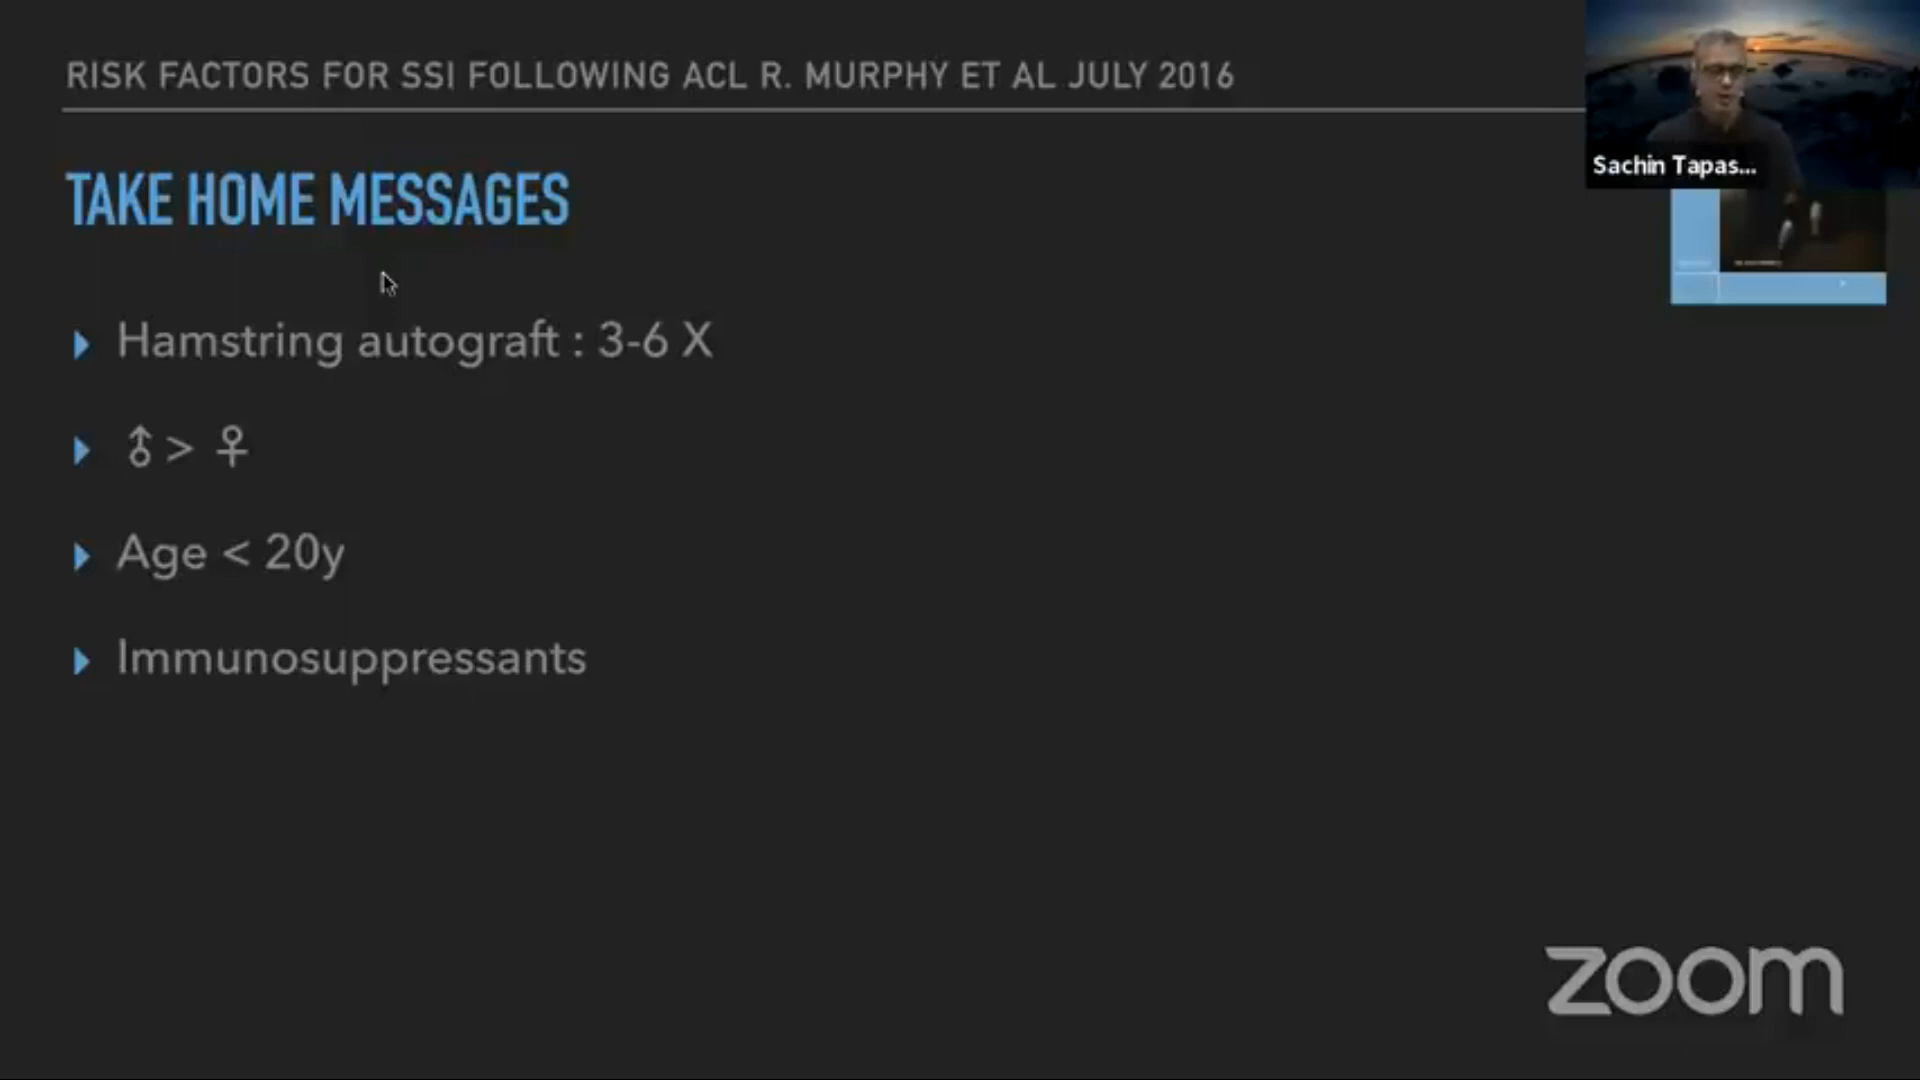 RISK FACTORS FOR SSI FOLLOWING ACL R. MURPHY ET AL JULY 2016
Sachin Tapas...
TAKE HOME MESSAGES
Hamstring autograft : 3-6 X
⚨ > ♀
Age < 20y
Immunosuppressants
zoom